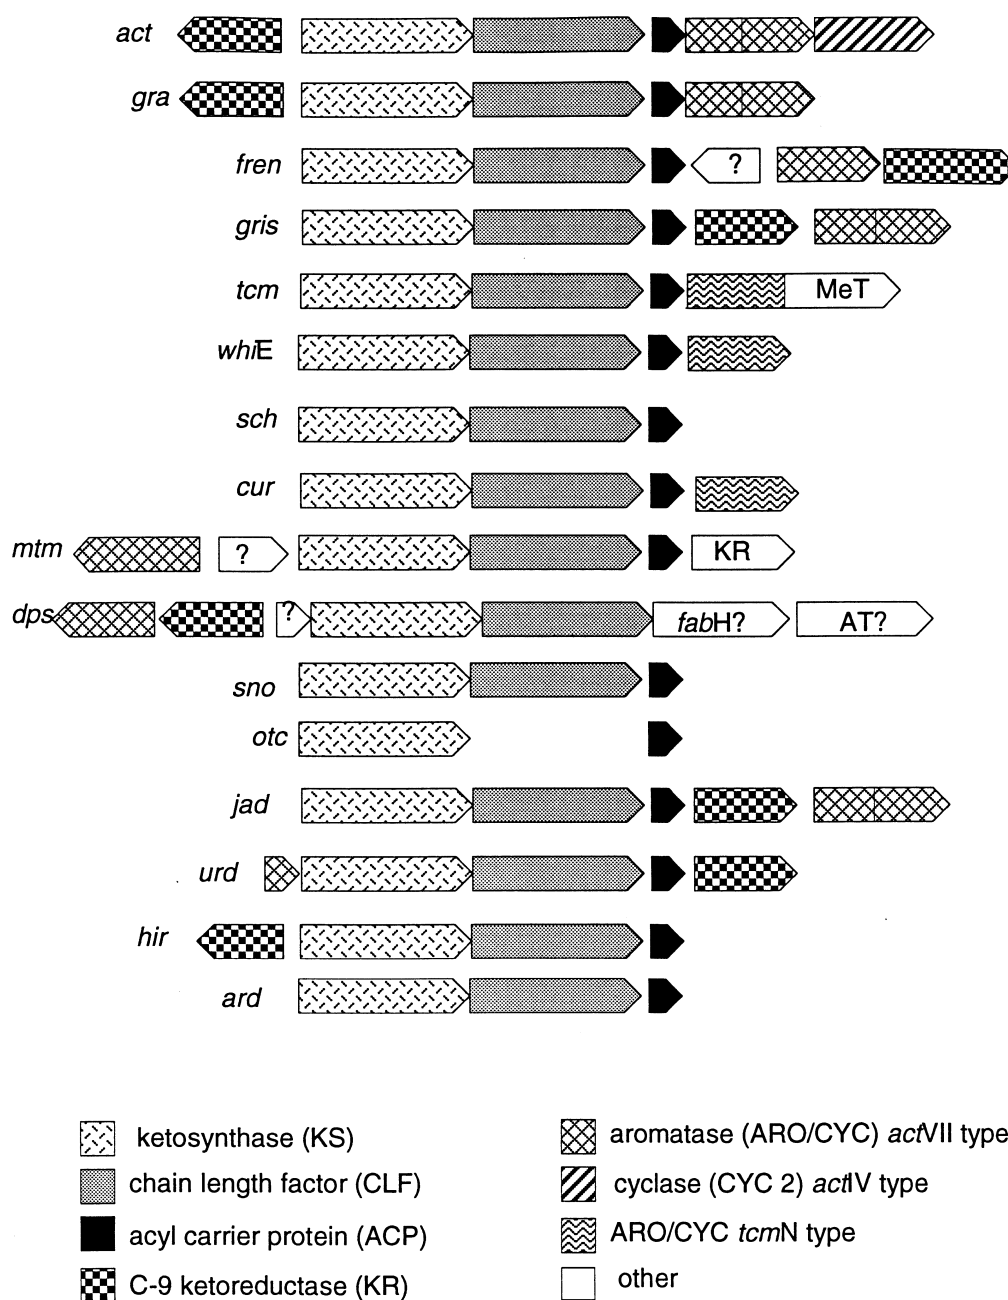 act
gra
fren ?
gris
tcm MeT
whiE
sch
cur
mtm ? KR
dps ? fabH? AT?
sno
otc
jad
urd
hir
ard
ketosynthase (KS)
chain length factor (CLF)
acyl carrier protein (ACP)
C-9 ketoreductase (KR)
aromatase (ARO/CYC) actVII type
cyclase (CYC 2) actIV type
ARO/CYC tcmN type
other